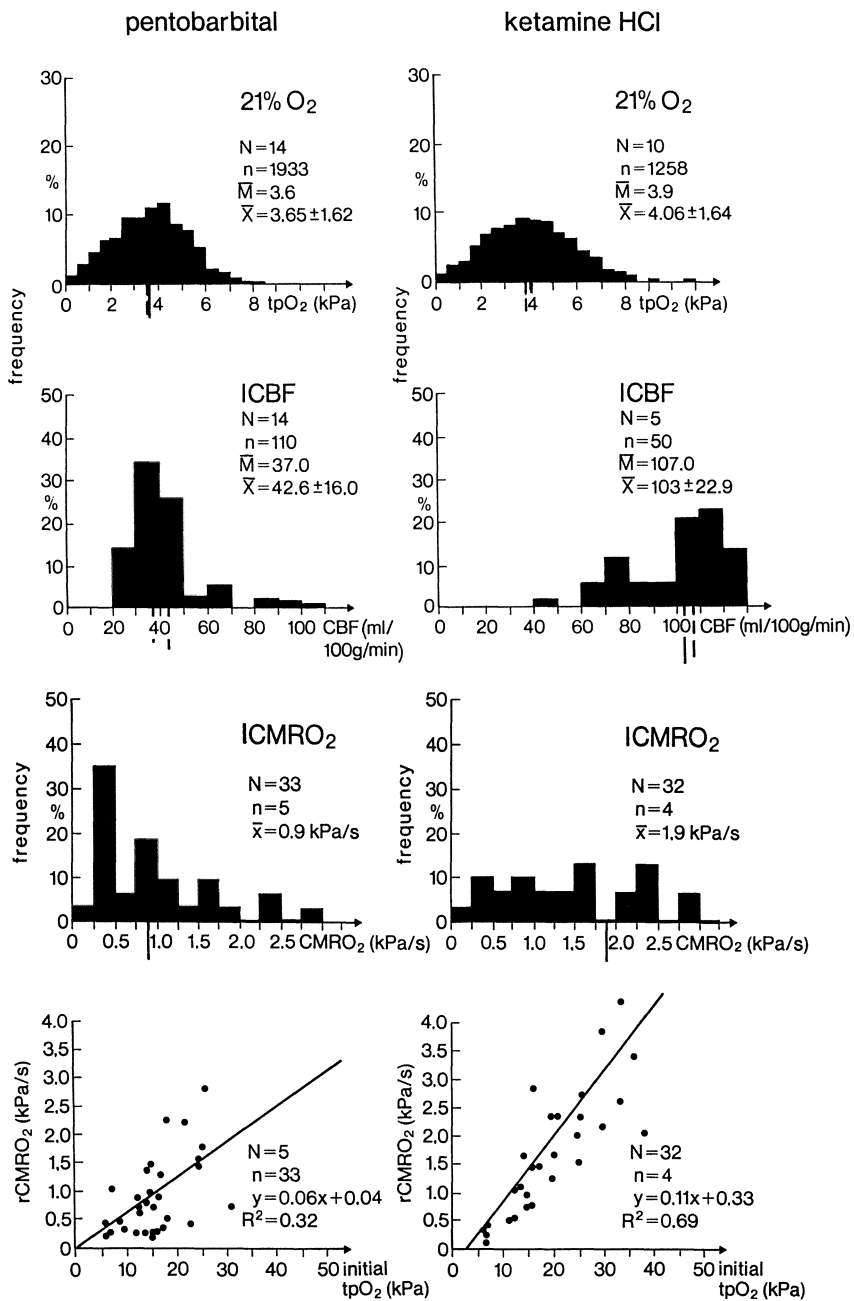 pentobarbital
ketamine HCl
30
20
%
10
0
21% O₂
N=14
n=1933
M̅=3.6
X̅=3.65±1.62
0 2 4 6 8 tpO₂ (kPa)
30
20
%
10
0
21% O₂
N=10
n=1258
M̅=3.9
X̅=4.06±1.64
0 2 4 6 8 tpO₂ (kPa)
frequency
50
40
30
%
20
10
0
lCBF
N=14
n=110
M̅=37.0
X̅=42.6±16.0
0 20 40 60 80 100 CBF (ml/
100g/min)
frequency
50
40
30
%
20
10
0
lCBF
N=5
n=50
M̅=107.0
X̅=103±22.9
0 20 40 60 80 100 CBF (ml/100g/min)
frequency
50
40
30
%
20
10
0
lCMRO₂
N=33
n=5
x̅=0.9 kPa/s
0 0.5 1.0 1.5 2.0 2.5 CMRO₂ (kPa/s)
frequency
50
40
30
%
20
10
0
lCMRO₂
N=32
n=4
x̅=1,9 kPa/s
0 0.5 1.0 1.5 2.0 2.5 CMRO₂ (kPa/s)
rCMRO₂ (kPa/s)
4.0
3.5
3.0
2.5
2.0
1.5
1.0
0.5
0
N=5
n=33
y=0.06x+0.04
R²=0.32
0 10 20 30 40 50 initial
tpO₂ (kPa)
rCMRO₂ (kPa/s)
4.0
3.5
3.0
2.5
2.0
1.5
1.0
0.5
0
N=32
n=4
y=0.11x+0.33
R²=0.69
0 10 20 30 40 50 initial
tpO₂ (kPa)